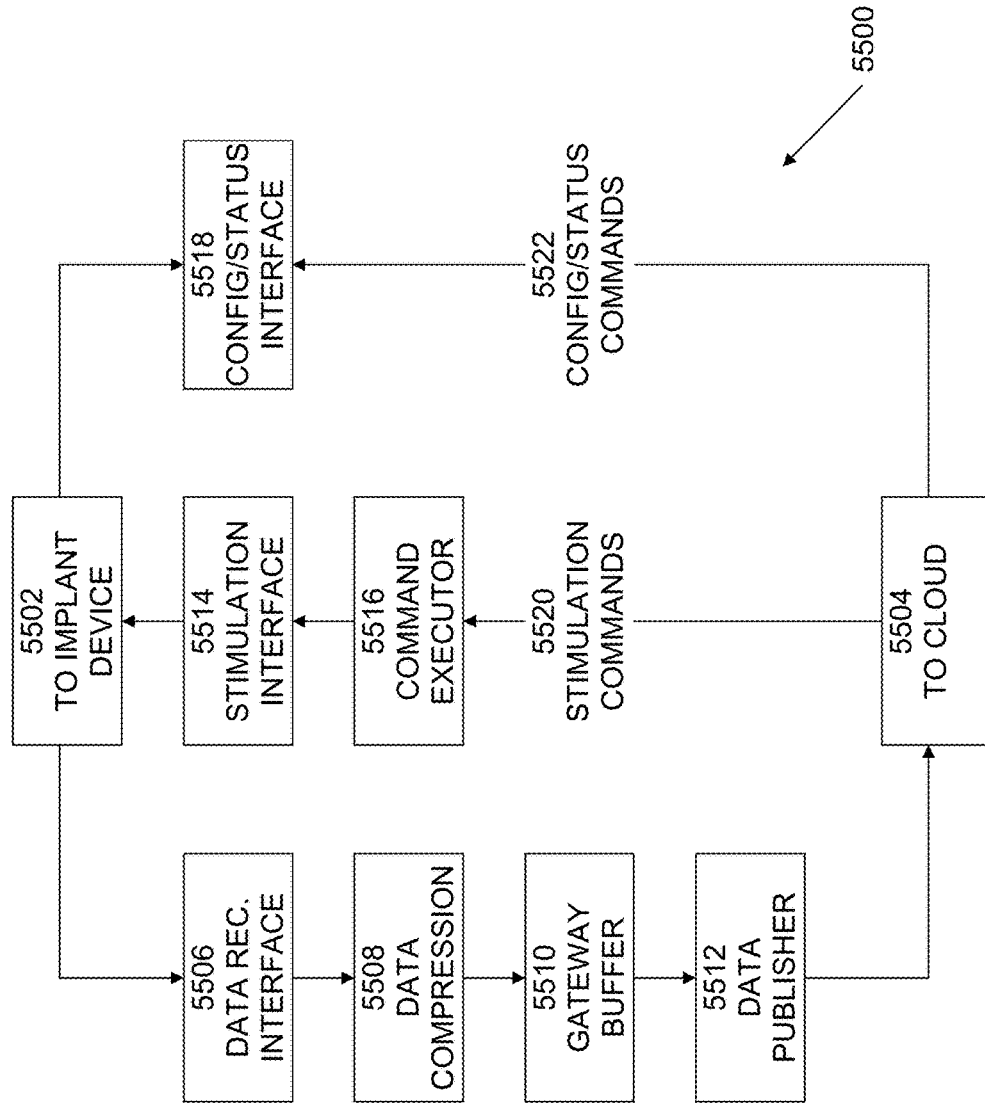 5502
TO IMPLANT
DEVICE
5506
DATA REC.
INTERFACE
5508
DATA
COMPRESSION
5510
GATEWAY
BUFFER
5512
DATA
PUBLISHER
5514
STIMULATION
INTERFACE
5516
COMMAND
EXECUTOR
5520
STIMULATION
COMMANDS
5504
TO CLOUD
5518
CONFIG/STATUS
INTERFACE
5522
CONFIG/STATUS
COMMANDS
5500